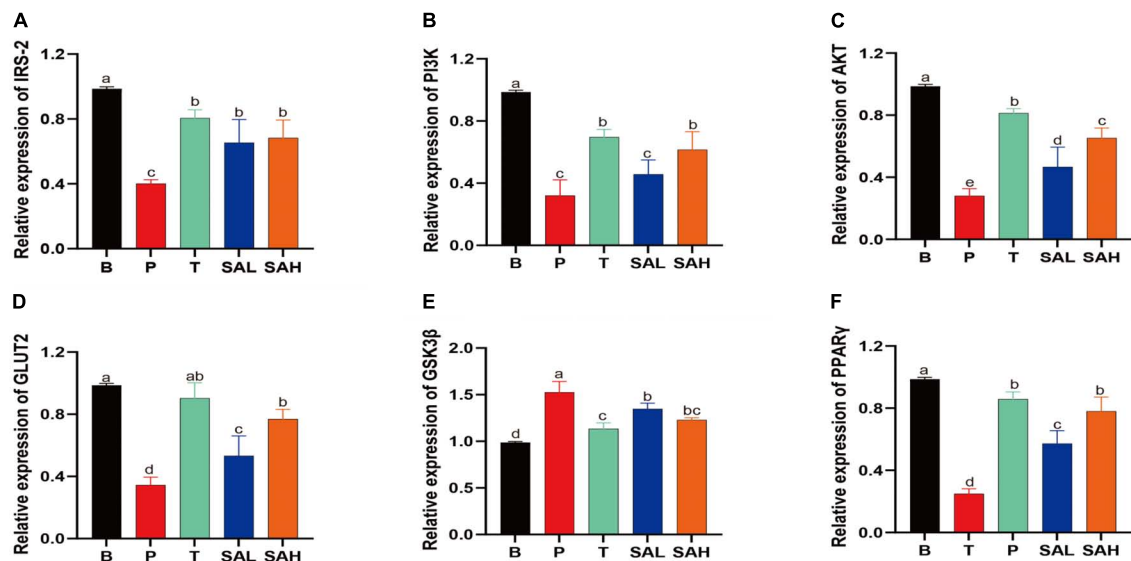 A
Relative expression of IRS-2
1.2
0.8
0.4
0.0
a
c
b
b
b
B P T SAL SAH
B
Relative expression of PI3K
1.2
0.8
0.4
0.0
a
c
b
c
b
B P T SAL SAH
C
Relative expression of AKT
1.2
0.8
0.4
0.0
a
e
b
d
c
B P T SAL SAH
D
Relative expression of GLUT2
1.2
0.8
0.4
0.0
a
d
ab
c
b
B P T SAL SAH
E
Relative expression of GSK3β
2.0
1.5
1.0
0.5
0.0
d
a
c
b
bc
B P T SAL SAH
F
Relative expression of PPARγ
1.2
0.8
0.4
0.0
a
d
b
c
b
B T P SAL SAH